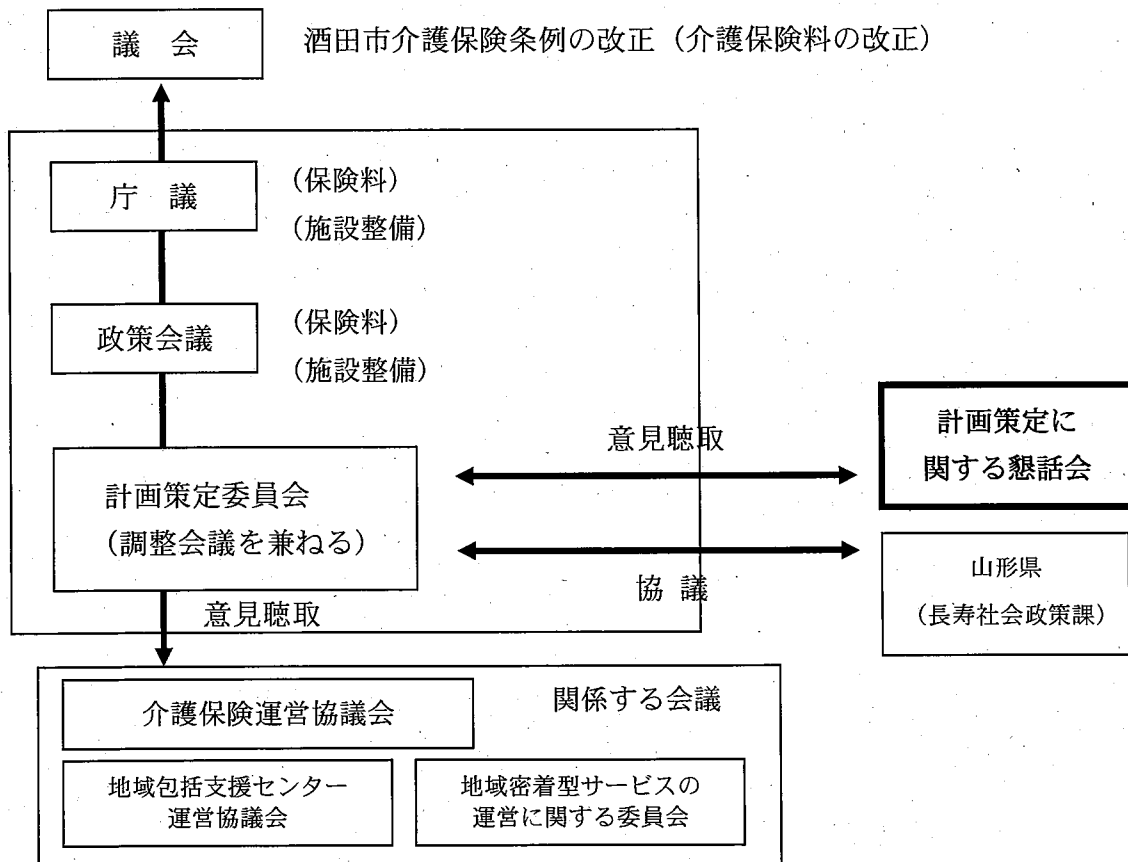 議　会
酒田市介護保険条例の改正（介護保険料の改正）
庁　議
（保険料）
（施設整備）
政策会議
（保険料）
（施設整備）
計画策定委員会
（調整会議を兼ねる）
意見聴取
計画策定に
関する懇話会
協 議
山形県
（長寿社会政策課）
意見聴取
関係する会議
介護保険運営協議会
地域包括支援センター
運営協議会
地域密着型サービスの
運営に関する委員会